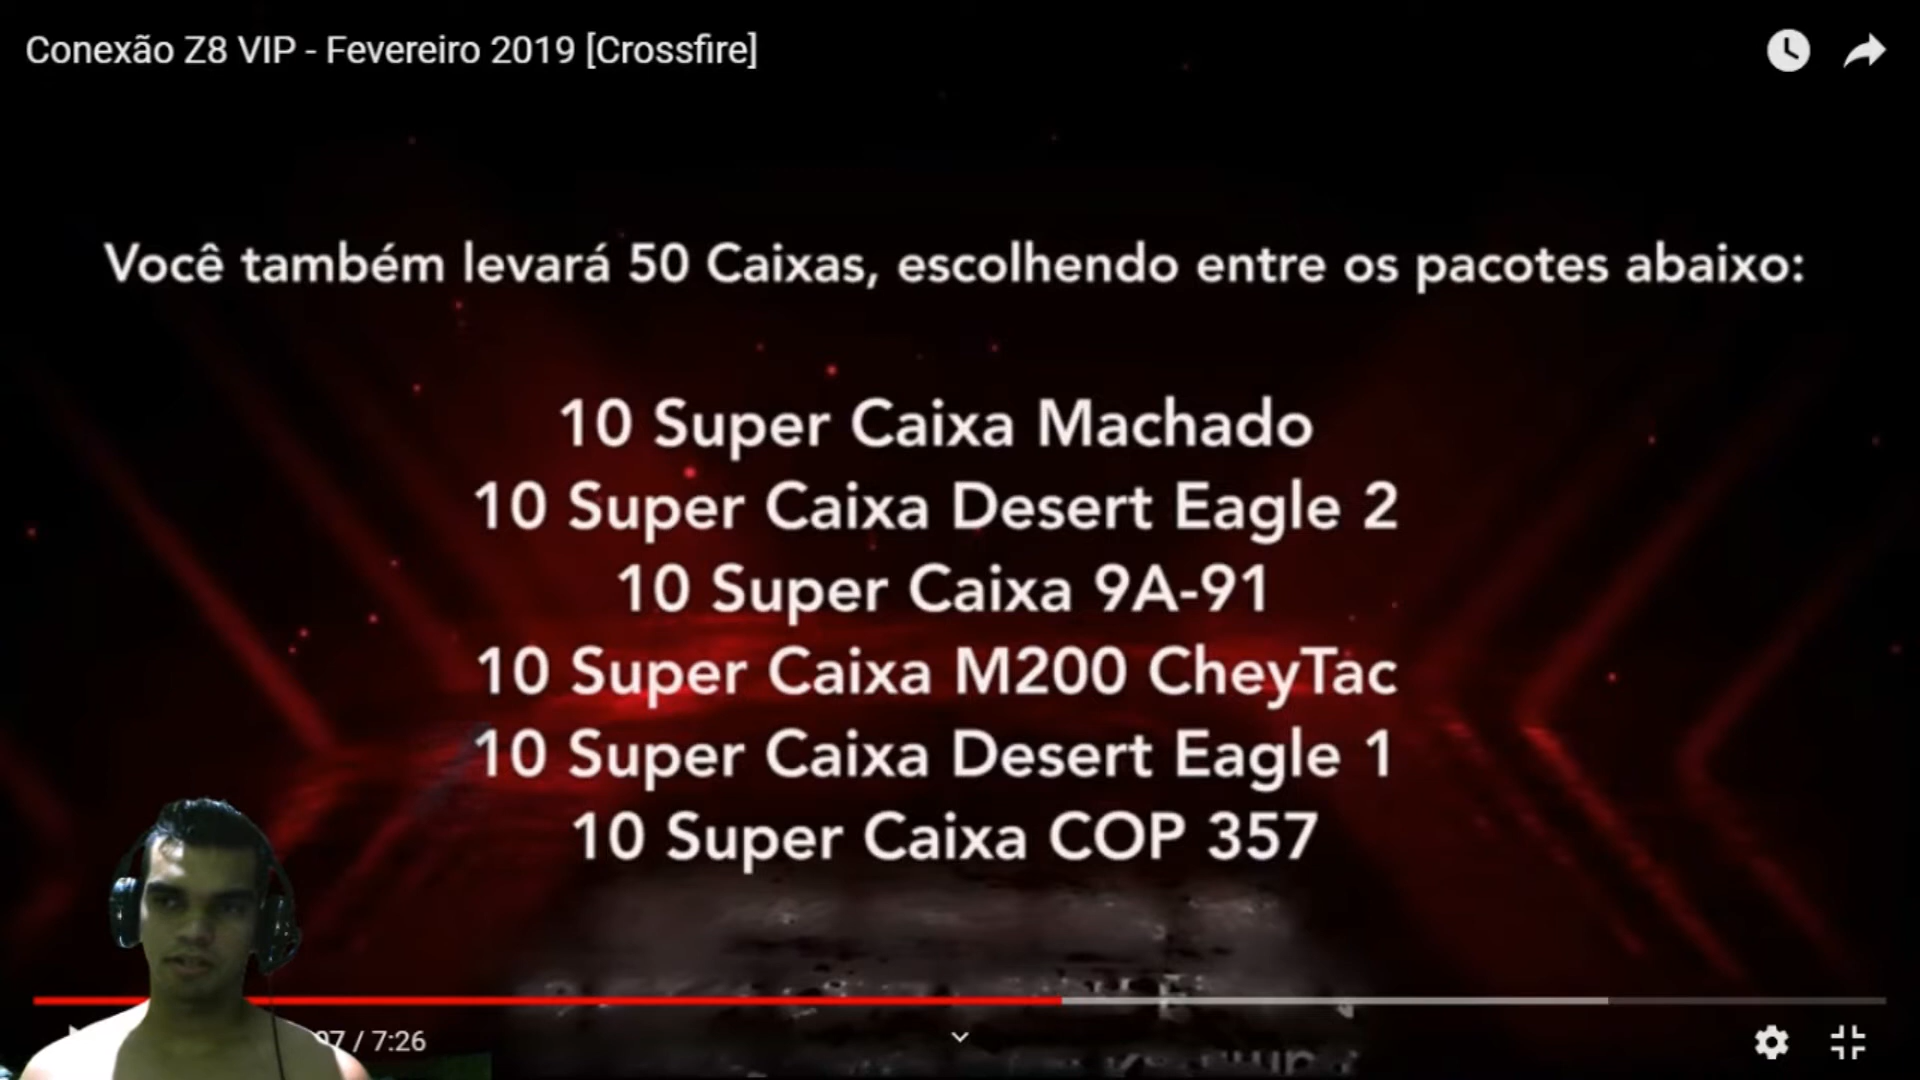 Conexão Z8 VIP - Fevereiro 2019 [Crossfire]
Você também levará 50 Caixas, escolhendo entre os pacotes abaixo:
10 Super Caixa Machado
10 Super Caixa Desert Eagle 2
10 Super Caixa 9A-91
10 Super Caixa M200 CheyTac
10 Super Caixa Desert Eagle 1
10 Super Caixa COP 357
07 / 7:26